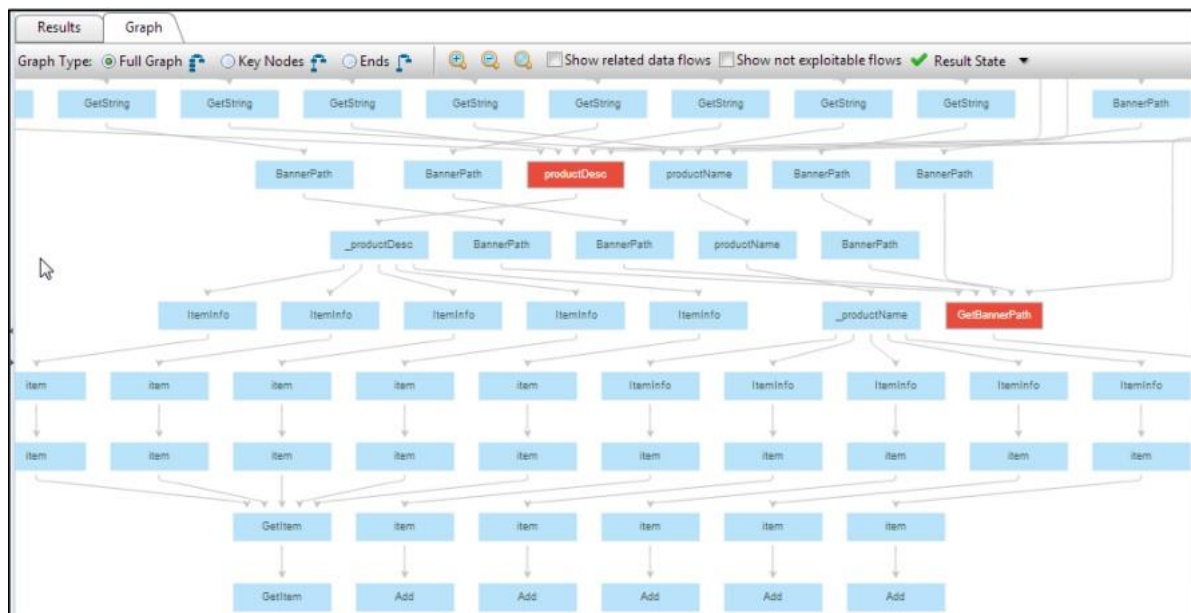 Results Graph
Graph Type: Full Graph Key Nodes Ends Show related data flows Show not exploitable flows Result State
GetString GetString GetString GetString GetString GetString GetString GetString BannerPath
BannerPath BannerPath productDesc productName BannerPath BannerPath
_productDesc BannerPath BannerPath productName BannerPath
ItemInfo ItemInfo ItemInfo ItemInfo ItemInfo _productName GetBannerPath
item item item item item ItemInfo ItemInfo ItemInfo ItemInfo ItemInfo
item item item item item item item item item item
GetItem item item item item item
GetItem Add Add Add Add Add